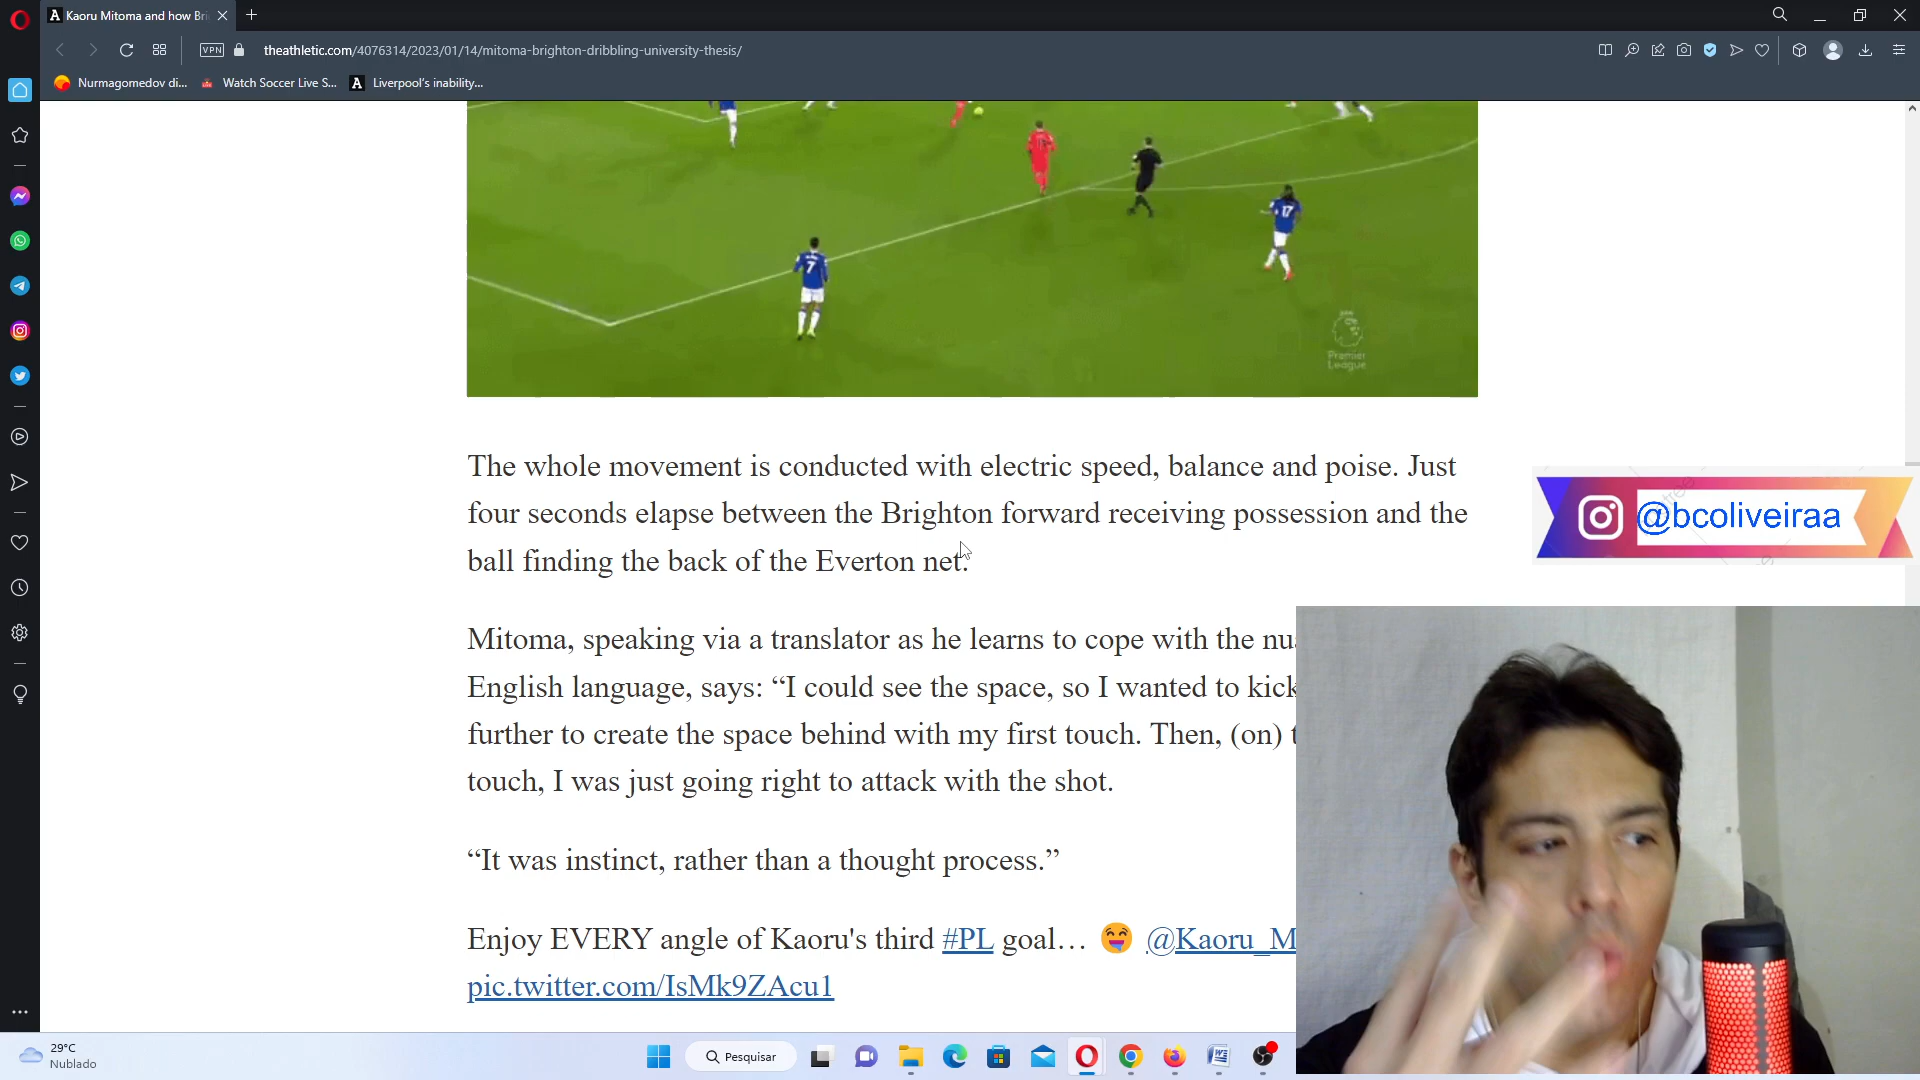 Kaoru Mitoma and how Bri
VPN
theathletic.com/4076314/2023/01/14/mitoma-brighton-dribbling-university-thesis/
Nurmagomedov di...
Watch Soccer Live S...
A
Liverpool's inability...
17
7
Premier
League
The whole movement is conducted with electric speed, balance and poise. Just
four seconds elapse between the Brighton forward receiving possession and the
ball finding the back of the Everton net.
@bcoliveiraa
Mitoma, speaking via a translator as he learns to cope with the
English language, says: “I could see the space, so I wanted to kick
further to create the space behind with my first touch. Then, (on)
touch, I was just going right to attack with the shot.
“It was instinct, rather than a thought process.”
Enjoy EVERY angle of Kaoru's third #PL goal… @Kaoru_M
pic.twitter.com/IsMk9ZAcu1
29°C
Nublado
Pesquisar